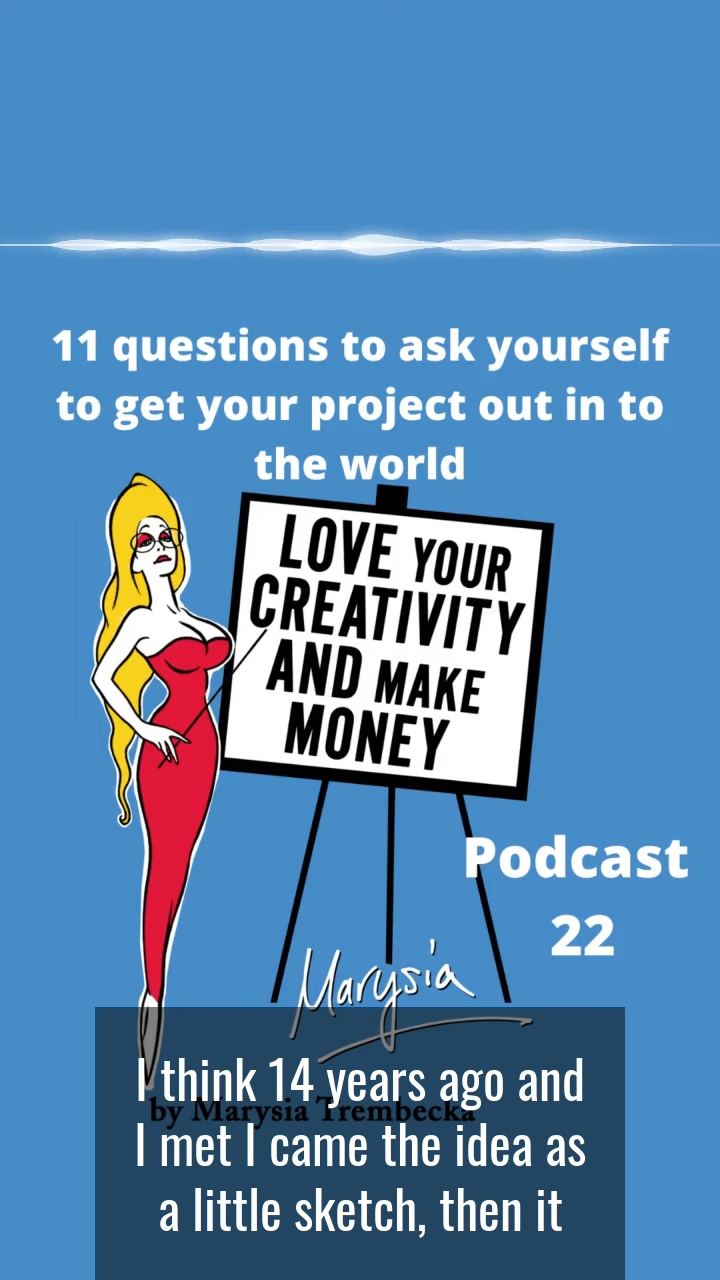 11 questions to ask yourself
to get your project out in to
the world
LOVE YOUR
CREATIVITY
AND MAKE
MONEY
Podcast
22
Marysia
by Marysia Trembecka
I think 14 years ago and
I met I came the idea as
a little sketch, then it